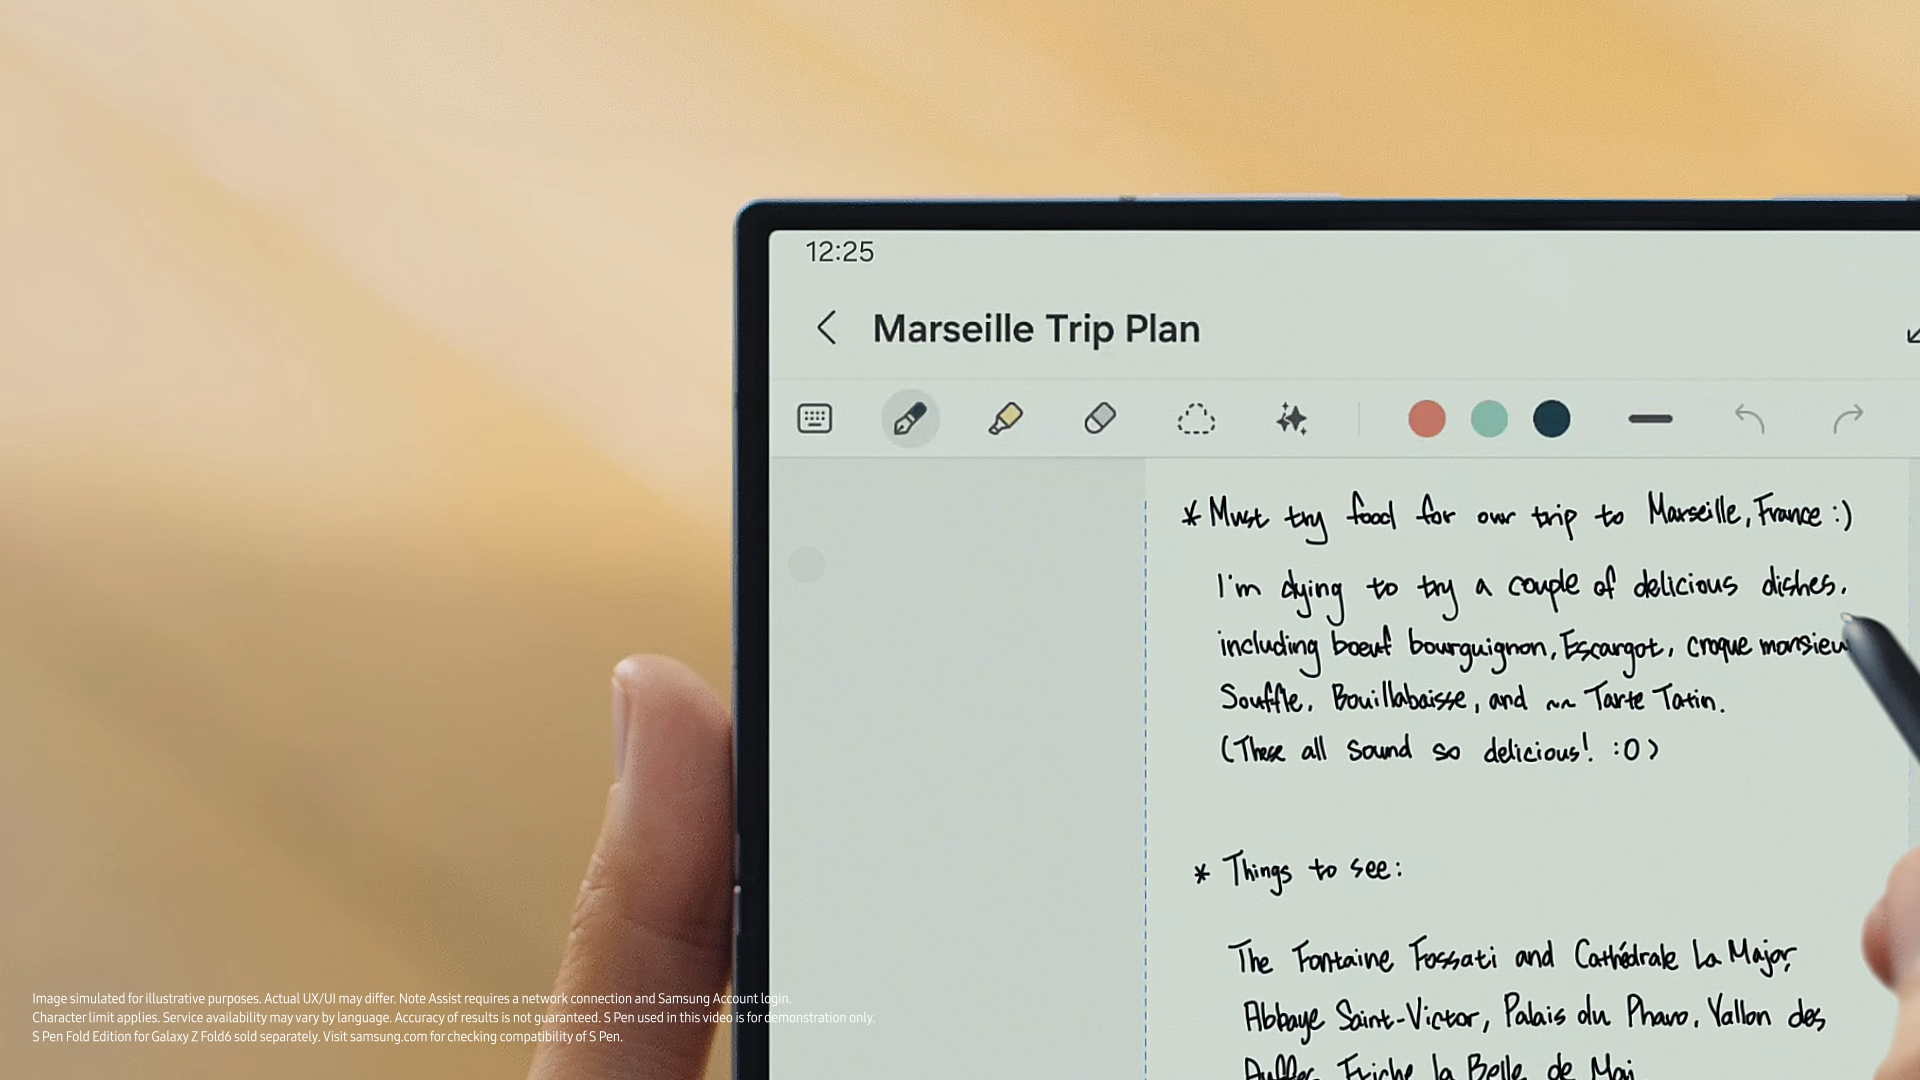 12:25
Marseille Trip Plan
* Must try food for our trip to Marseille, France :)
I'm dying to try a couple of delicious dishes,
including boeuf bourguignon, Escargot, croque monsieu
Souffle, Bouillabaisse, and ~~ Tarte Tatin.
(These all sound so delicious! :O)
* Things to see:
The Fontaine Fossati and Cathédrale La Major,
Abbaye Saint-Victor, Palais du Pharo, Vallon des
Auffes, Friche la Belle de Mai
Image simulated for illustrative purposes. Actual UX/UI may differ. Note Assist requires a network connection and Samsung Account login.
Character limit applies. Service availability may vary by language. Accuracy of results is not guaranteed. S Pen used in this video is for demonstration only.
S Pen Fold Edition for Galaxy Z Fold6 sold separately. Visit samsung.com for checking compatibility of S Pen.